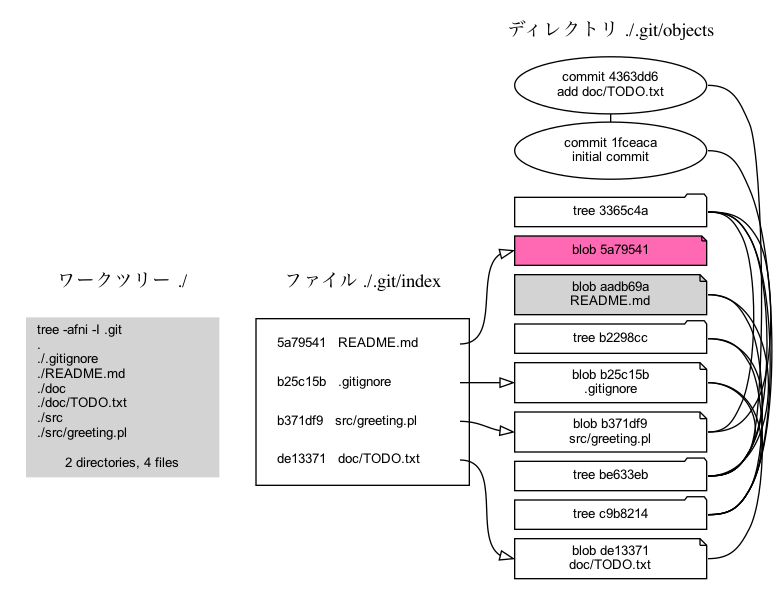 ディレクトリ ./.git/objects
commit 4363dd6
add doc/TODO.txt
commit 1fceaca
initial commit
tree 3365c4a
blob 5a79541
blob aadb69a
README.md
tree b2298cc
blob b25c15b
.gitignore
blob b371df9
src/greeting.pl
tree be633eb
tree c9b8214
blob de13371
doc/TODO.txt
ワークツリー ./
tree -afni -I .git
.
./.gitignore
./README.md
./doc
./doc/TODO.txt
./src
./src/greeting.pl
2 directories, 4 files
ファイル ./.git/index
5a79541 README.md
b25c15b .gitignore
b371df9 src/greeting.pl
de13371 doc/TODO.txt